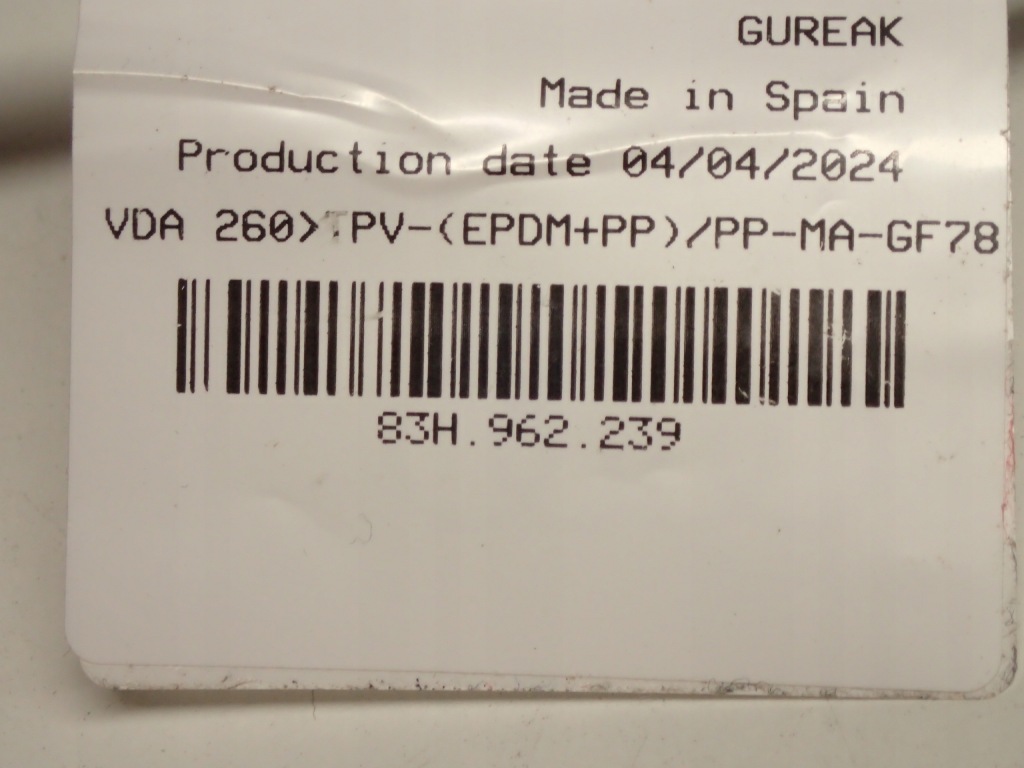 GUREAK
Made in Spain
Production date 04/04/2024
VDA 260>TPV-(EPDM+PP)/PP-MA-GF78
83H.962.239